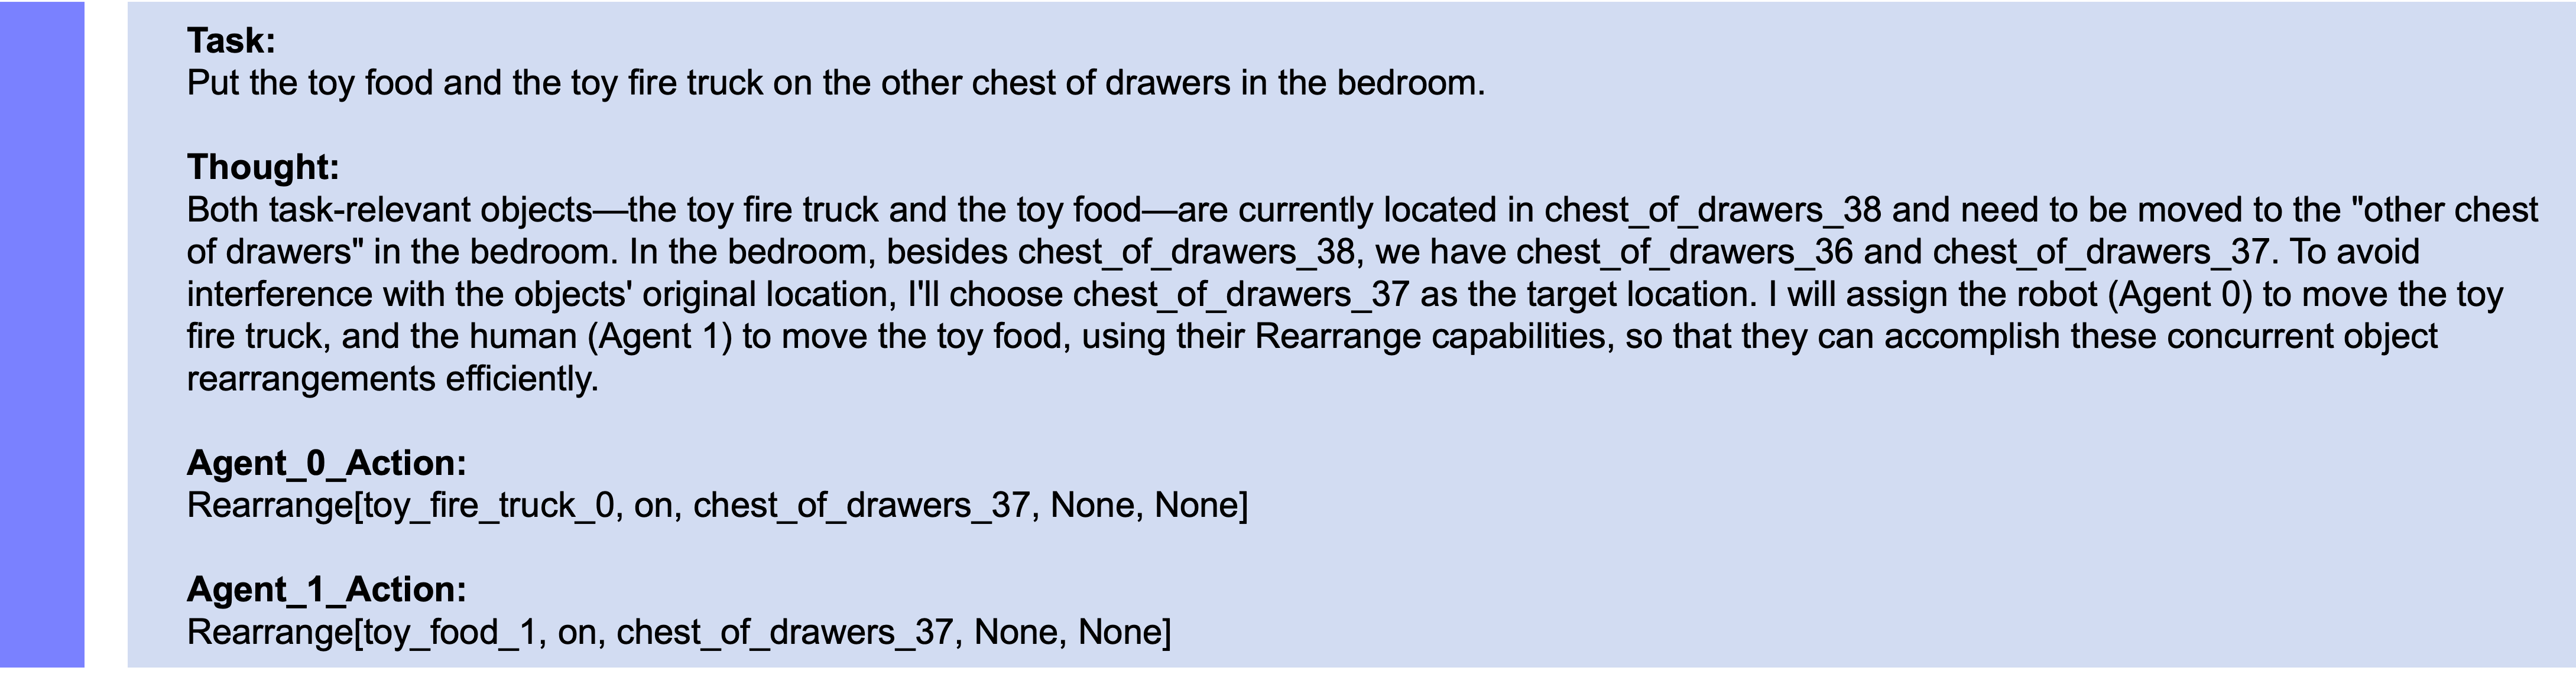 Task:
Put the toy food and the toy fire truck on the other chest of drawers in the bedroom.
Thought:
Both task-relevant objects—the toy fire truck and the toy food—are currently located in chest_of_drawers_38 and need to be moved to the "other chest
of drawers" in the bedroom. In the bedroom, besides chest_of_drawers_38, we have chest_of_drawers_36 and chest_of_drawers_37. To avoid
interference with the objects' original location, I'll choose chest_of_drawers_37 as the target location. I will assign the robot (Agent 0) to move the toy
fire truck, and the human (Agent 1) to move the toy food, using their Rearrange capabilities, so that they can accomplish these concurrent object
rearrangements efficiently.
Agent_0_Action:
Rearrange[toy_fire_truck_0, on, chest_of_drawers_37, None, None]
Agent_1_Action:
Rearrange[toy_food_1, on, chest_of_drawers_37, None, None]